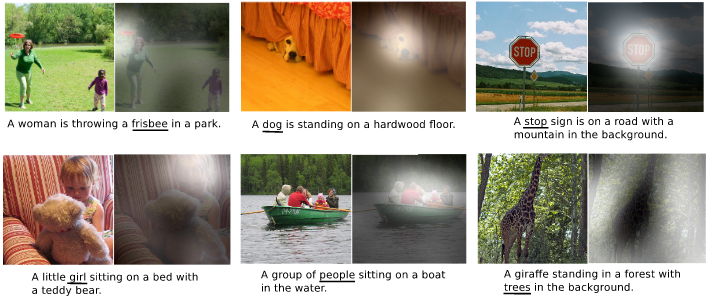 STOP
A woman is throwing a frisbee in a park.
A dog is standing on a hardwood floor.
A stop sign is on a road with a
mountain in the background.
A little girl sitting on a bed with
a teddy bear.
A group of people sitting on a boat
in the water.
A giraffe standing in a forest with
trees in the background.